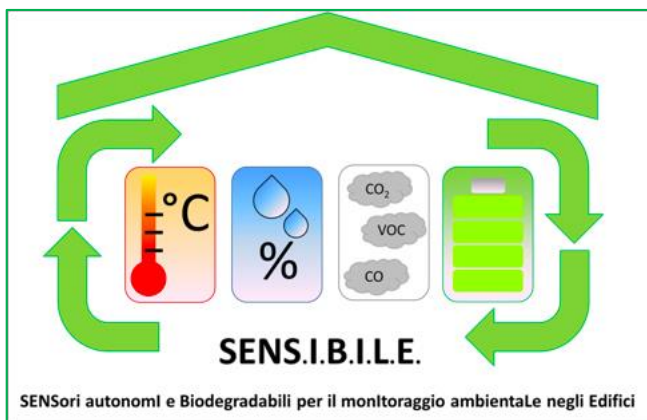 °C
%
CO₂
VOC
CO
SENS.I.B.I.L.E.
SENSori autonomI e Biodegradabili per il monItoraggio ambientaLe negli Edifici